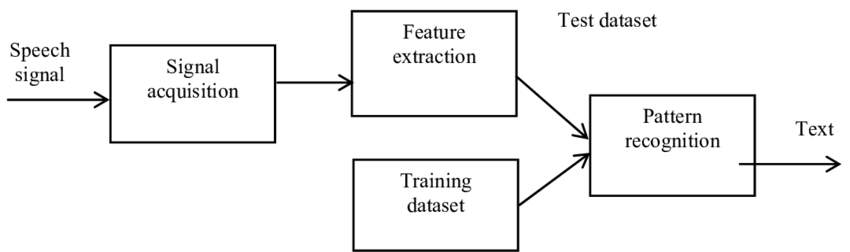 Speech
signal
Signal
acquisition
Feature
extraction
Test dataset
Training
dataset
Pattern
recognition
Text